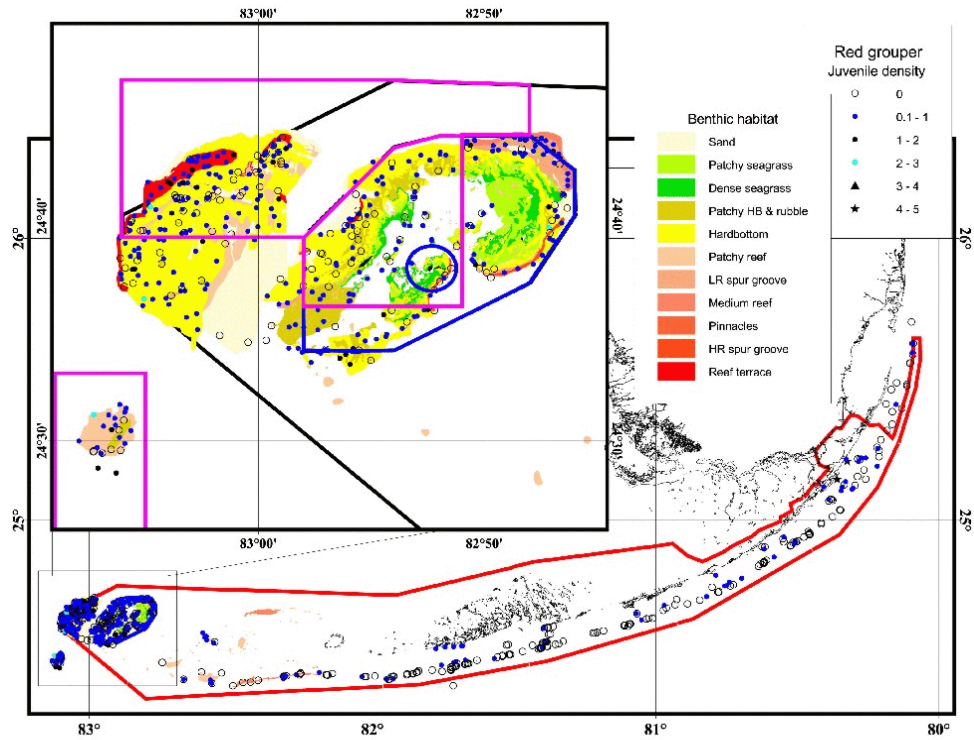 83°00'
82°50'
Red grouper
Juvenile density
0
0.1 - 1
1 - 2
2 - 3
3 - 4
4 - 5
Benthic habitat
Sand
Patchy seagrass
Dense seagrass
Patchy HB & rubble
Hardbottom
Patchy reef
LR spur groove
Medium reef
Pinnacles
HR spur groove
Reef terrace
24°40'
24°40'
26°
26°
24°30'
24°30'
25°
25°
83°00'
82°50'
83°
82°
81°
80°